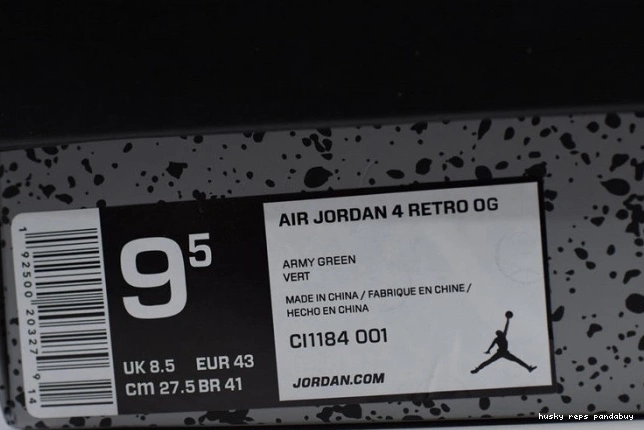 1 92500 20327 9 14
9⁵
UK 8.5 EUR 43
cm 27.5 BR 41
AIR JORDAN 4 RETRO OG
ARMY GREEN
VERT
MADE IN CHINA / FABRIQUE EN CHINE /
HECHO EN CHINA
CI1184 001
JORDAN.COM
husky reps pandabuy